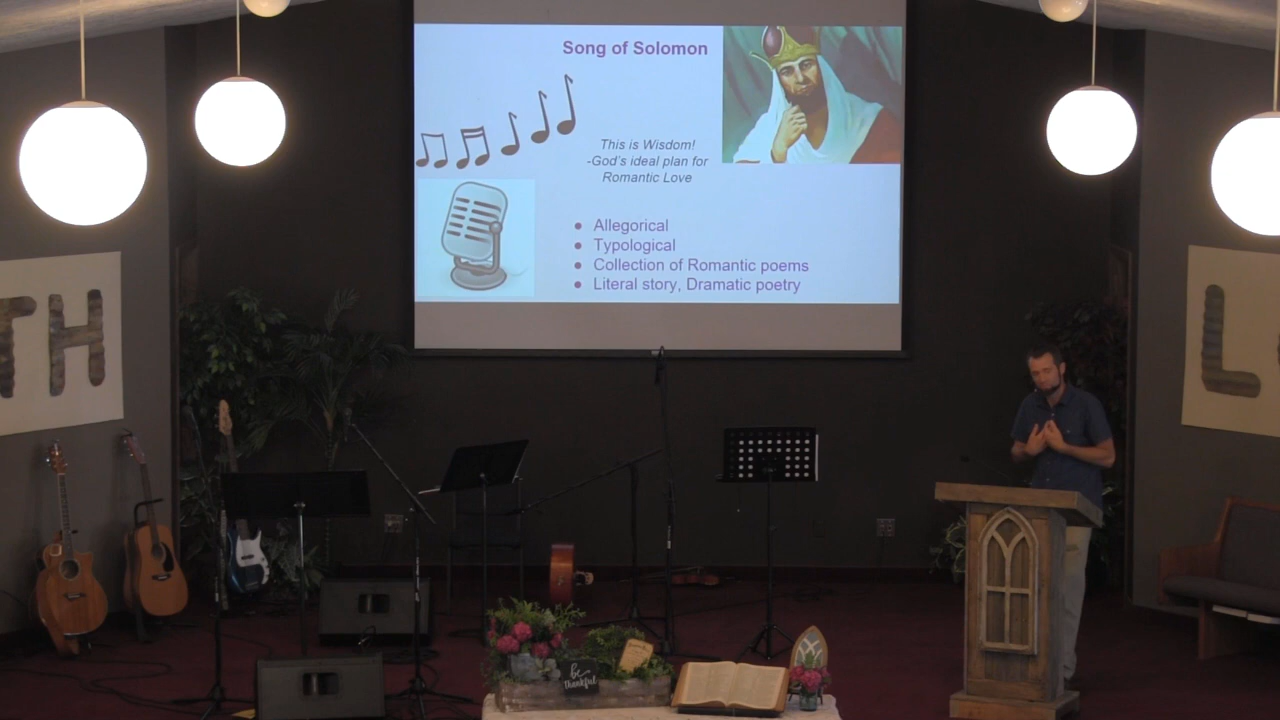 Song of Solomon
This is Wisdom!
-God's ideal plan for
Romantic Love
● Allegorical
● Typological
● Collection of Romantic poems
● Literal story, Dramatic poetry
TH
L
be
thankful